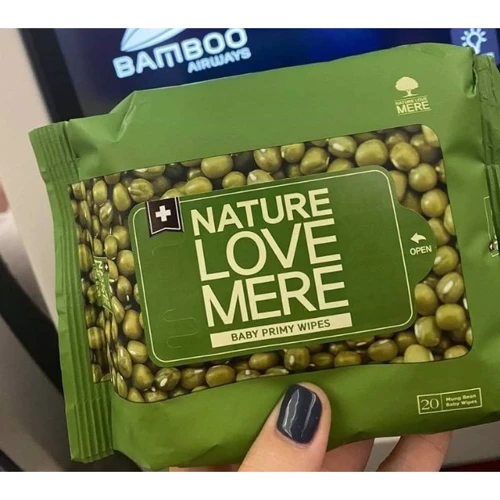 BAMBOO
AIRWAYS
NATURE LOVE
MERE
NATURE
LOVE
MERE
BABY PRIMY WIPES
OPEN
20
Mung Bean
Baby Wipes